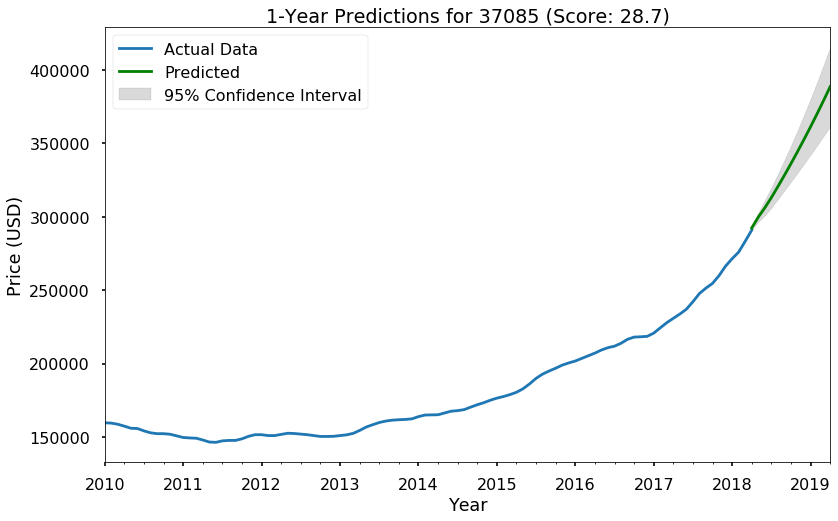 1-Year Predictions for 37085 (Score: 28.7)
Actual Data
Predicted
95% Confidence Interval
400000
350000
300000
250000
200000
150000
Price (USD)
2010 2011 2012 2013 2014 2015 2016 2017 2018 2019
Year